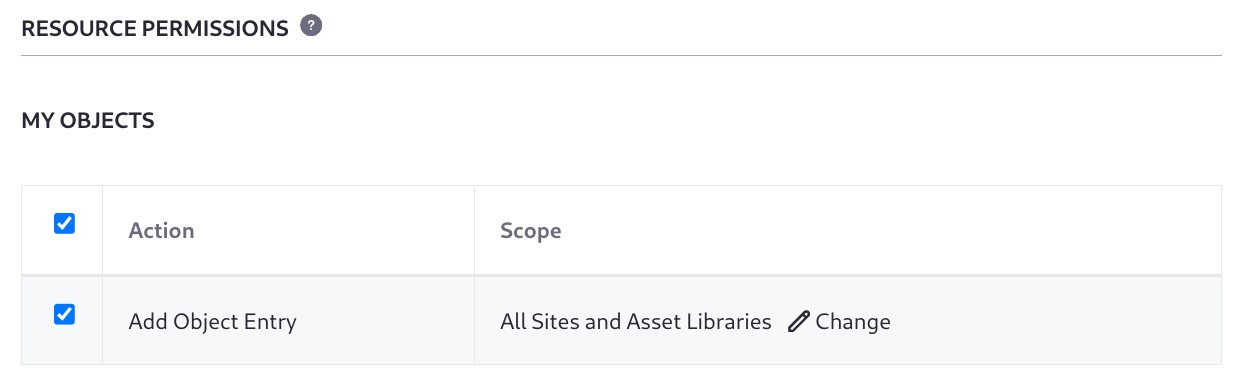 RESOURCE PERMISSIONS ?
MY OBJECTS
Action Scope
Add Object Entry All Sites and Asset Libraries Change